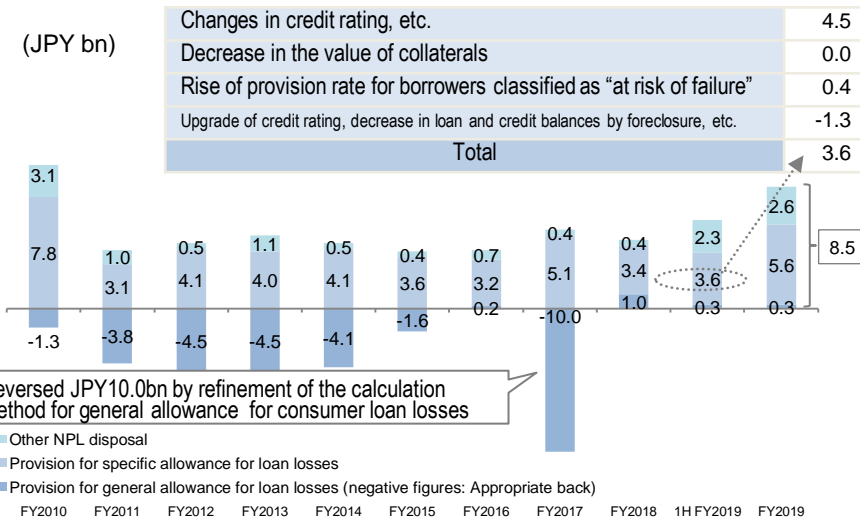 (JPY bn)
Changes in credit rating, etc. 4.5
Decrease in the value of collaterals 0.0
Rise of provision rate for borrowers classified as “at risk of failure” 0.4
Upgrade of credit rating, decrease in loan and credit balances by foreclosure, etc. -1.3
Total 3.6
3.1 1.0 0.5 1.1 0.5 0.4 0.7 0.4 0.4 2.3 2.6
7.8 3.1 4.1 4.0 4.1 3.6 3.2 5.1 3.4 3.6 5.6
8.5
-1.3 -3.8 -4.5 -4.5 -4.1 -1.6 0.2 -10.0 1.0 0.3 0.3
eversed JPY10.0bn by refinement of the calculation
ethod for general allowance for consumer loan losses
Other NPL disposal
Provision for specific allowance for loan losses
Provision for general allowance for loan losses (negative figures: Appropriate back)
FY2010 FY2011 FY2012 FY2013 FY2014 FY2015 FY2016 FY2017 FY2018 1H FY2019 FY2019